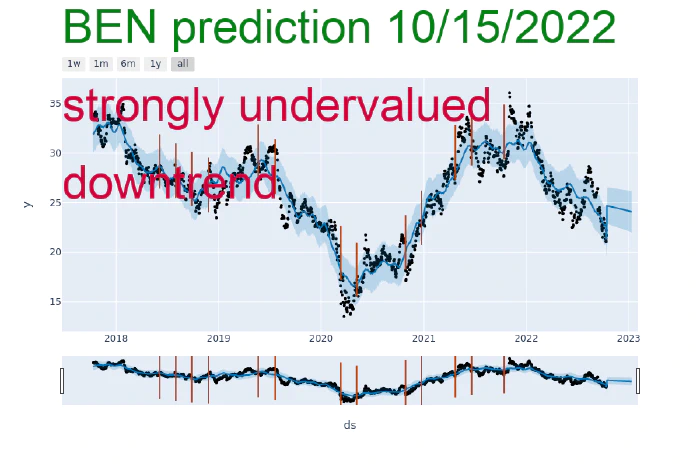 BEN prediction 10/15/2022
1w 1m 6m 1y all
strongly undervalued
downtrend
35
30
25
20
15
y
2018 2019 2020 2021 2022 2023
ds